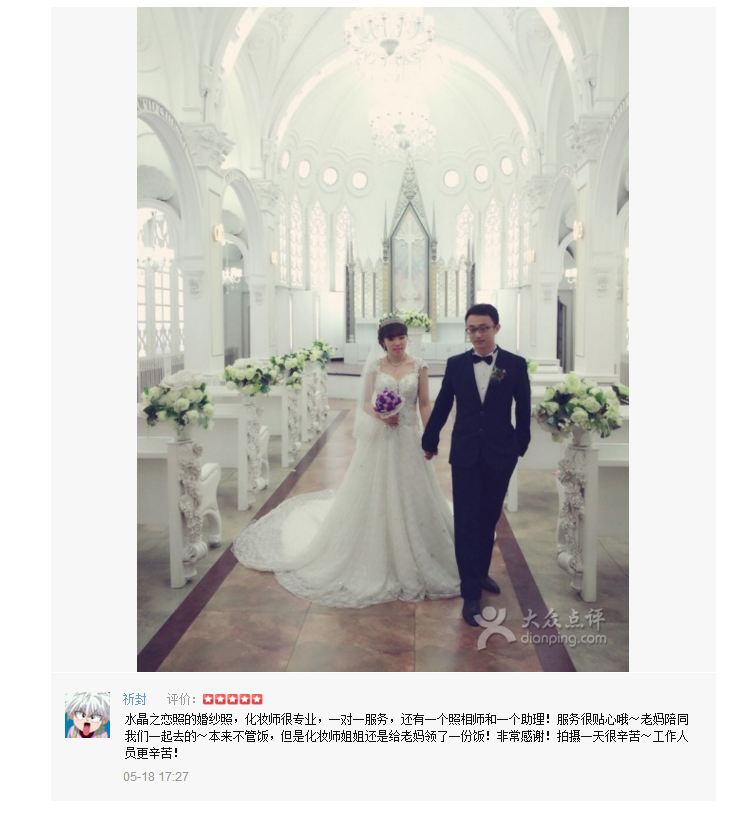 大众点评
dianping.com
祈封 评价：
水晶之恋照的婚纱照，化妆师很专业，一对一服务，还有一个照相师和一个助理！服务很贴心哦～老妈陪同
我们一起去的～本来不管饭，但是化妆师姐姐还是给老妈领了一份饭！非常感谢！拍摄一天很辛苦～工作人
员更辛苦！
05-18 17:27